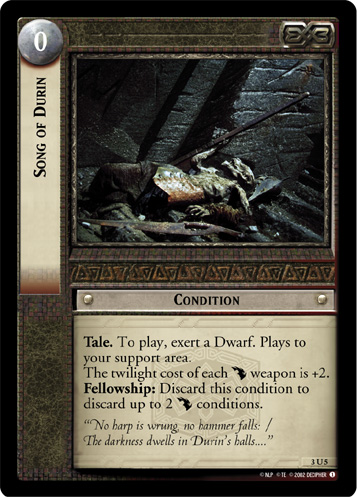 0
SONG OF DURIN
CONDITION
Tale. To play, exert a Dwarf. Plays to
your support area.
The twilight cost of each weapon is +2.
Fellowship: Discard this condition to
discard up to 2 conditions.
"No harp is wrung, no hammer falls: /
The darkness dwells in Durin's halls...."
3 U 5
©NLP ©TE ©2002 DECIPHER